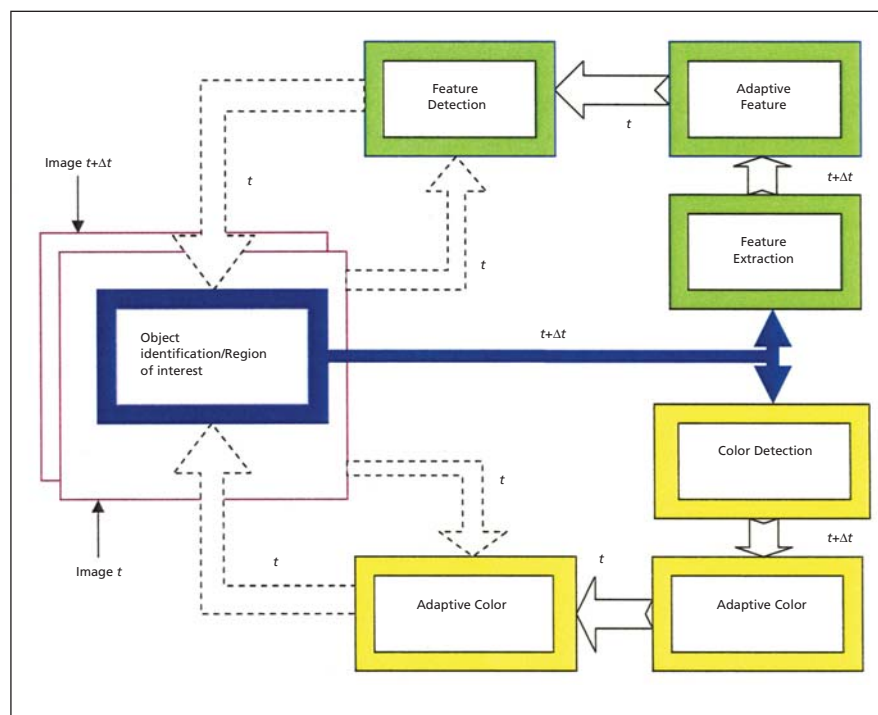 Feature
Detection
Adaptive
Feature
t
Image t+Δt
t
t+Δt
Feature
Extraction
t
Object
identification/Region
of interest
t+Δt
Color Detection
t
t+Δt
Image t
t
t
Adaptive Color
Adaptive Color